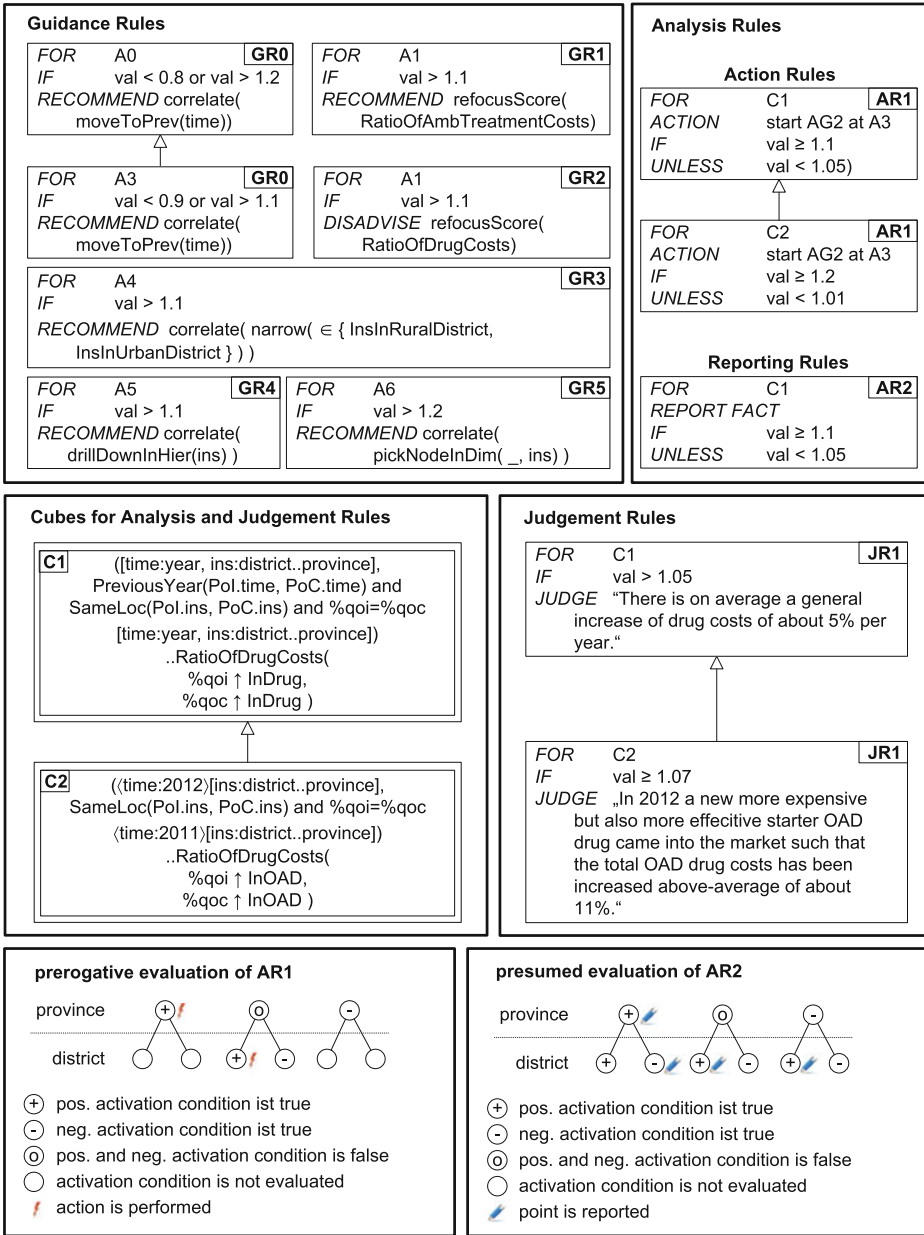 Guidance Rules
FOR A0 GR0
IF val < 0.8 or val > 1.2
RECOMMEND correlate(
moveToPrev(time))
FOR A1 GR1
IF val > 1.1
RECOMMEND refocusScore(
RatioOfAmbTreatmentCosts)
FOR A3 GR0
IF val < 0.9 or val > 1.1
RECOMMEND correlate(
moveToPrev(time))
FOR A1 GR2
IF val > 1.1
DISADVISE refocusScore(
RatioOfDrugCosts)
FOR A4 GR3
IF val > 1.1
RECOMMEND correlate( narrow( ∈ { InsInRuralDistrict,
InsInUrbanDistrict } ) )
FOR A5 GR4
IF val > 1.1
RECOMMEND correlate(
drillDownInHier(ins) )
FOR A6 GR5
IF val > 1.2
RECOMMEND correlate(
pickNodeInDim( _, ins) )
Analysis Rules
Action Rules
FOR C1 AR1
ACTION start AG2 at A3
IF val ≥ 1.1
UNLESS val < 1.05)
FOR C2 AR1
ACTION start AG2 at A3
IF val ≥ 1.2
UNLESS val < 1.01
Reporting Rules
FOR C1 AR2
REPORT FACT
IF val ≥ 1.1
UNLESS val < 1.05
Cubes for Analysis and Judgement Rules
C1 ([time:year, ins:district..province],
PreviousYear(PoI.time, PoC.time) and
SameLoc(PoI.ins, PoC.ins) and %qoi=%qoc
[time:year, ins:district..province])
..RatioOfDrugCosts(
%qoi ↑ InDrug,
%qoc ↑ InDrug )
C2 (⟨time:2012⟩[ins:district..province],
SameLoc(PoI.ins, PoC.ins) and %qoi=%qoc
⟨time:2011⟩[ins:district..province])
..RatioOfDrugCosts(
%qoi ↑ InOAD,
%qoc ↑ InOAD )
Judgement Rules
FOR C1 JR1
IF val > 1.05
JUDGE “There is on average a general
increase of drug costs of about 5% per
year.“
FOR C2 JR1
IF val ≥ 1.07
JUDGE „In 2012 a new more expensive
but also more effecitive starter OAD
drug came into the market such that
the total OAD drug costs has been
increased above-average of about
11%.“
prerogative evaluation of AR1
province + o -
district + -
+ pos. activation condition ist true
- neg. activation condition ist true
o pos. and neg. activation condition is false
activation condition is not evaluated
action is performed
presumed evaluation of AR2
province + o -
district + - + - + -
+ pos. activation condition ist true
- neg. activation condition ist true
o pos. and neg. activation condition is false
activation condition is not evaluated
point is reported